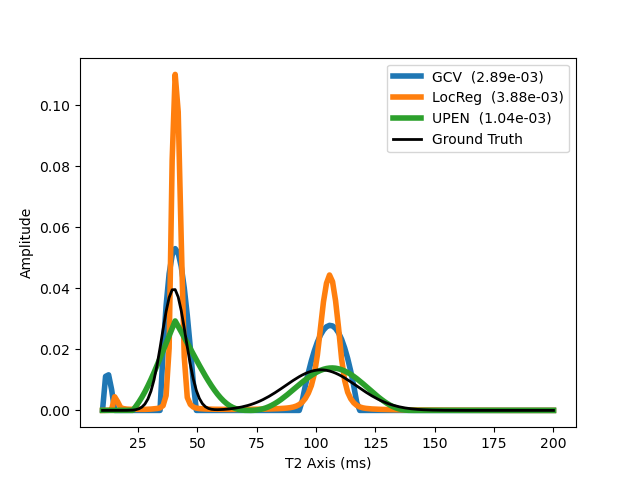 GCV (2.89e-03)
LocReg (3.88e-03)
UPEN (1.04e-03)
Ground Truth
0.10
0.08
0.06
0.04
0.02
0.00
Amplitude
25 50 75 100 125 150 175 200
T2 Axis (ms)